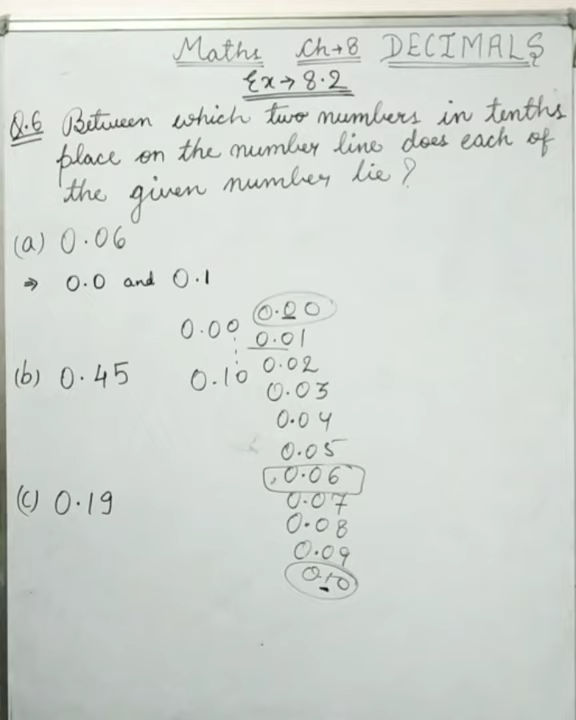 Maths Ch→8 DECIMALS
Ex→8.2
Q.6 Between which two numbers in tenths
place on the number line does each of
the given number lie?
(a) 0.06
⇒ 0.0 and 0.1
0.00
0.10
0.00
0.01
0.02
0.03
0.04
0.05
0.06
0.07
0.08
0.09
0.10
(b) 0.45
(c) 0.19